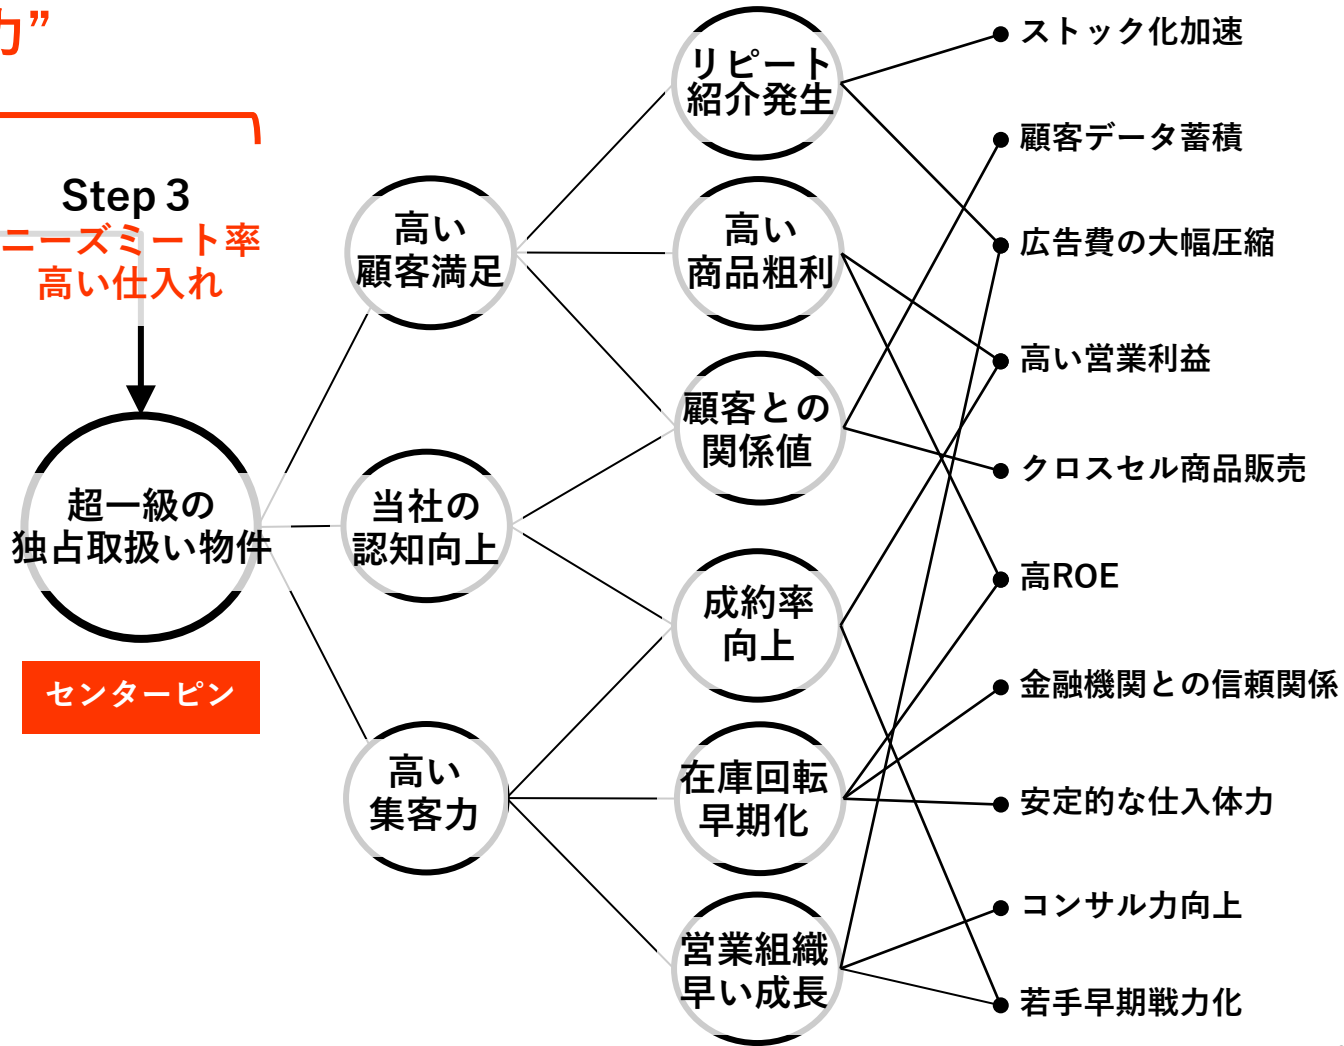 力”
Step 3
ニーズミート率
高い仕入れ
超一級の
独占取扱い物件
センターピン
高い
顧客満足
当社の
認知向上
高い
集客力
リピート
紹介発生
高い
商品粗利
顧客との
関係値
成約率
向上
在庫回転
早期化
営業組織
早い成長
ストック化加速
顧客データ蓄積
広告費の大幅圧縮
高い営業利益
クロスセル商品販売
高ROE
金融機関との信頼関係
安定的な仕入体力
コンサル力向上
若手早期戦力化